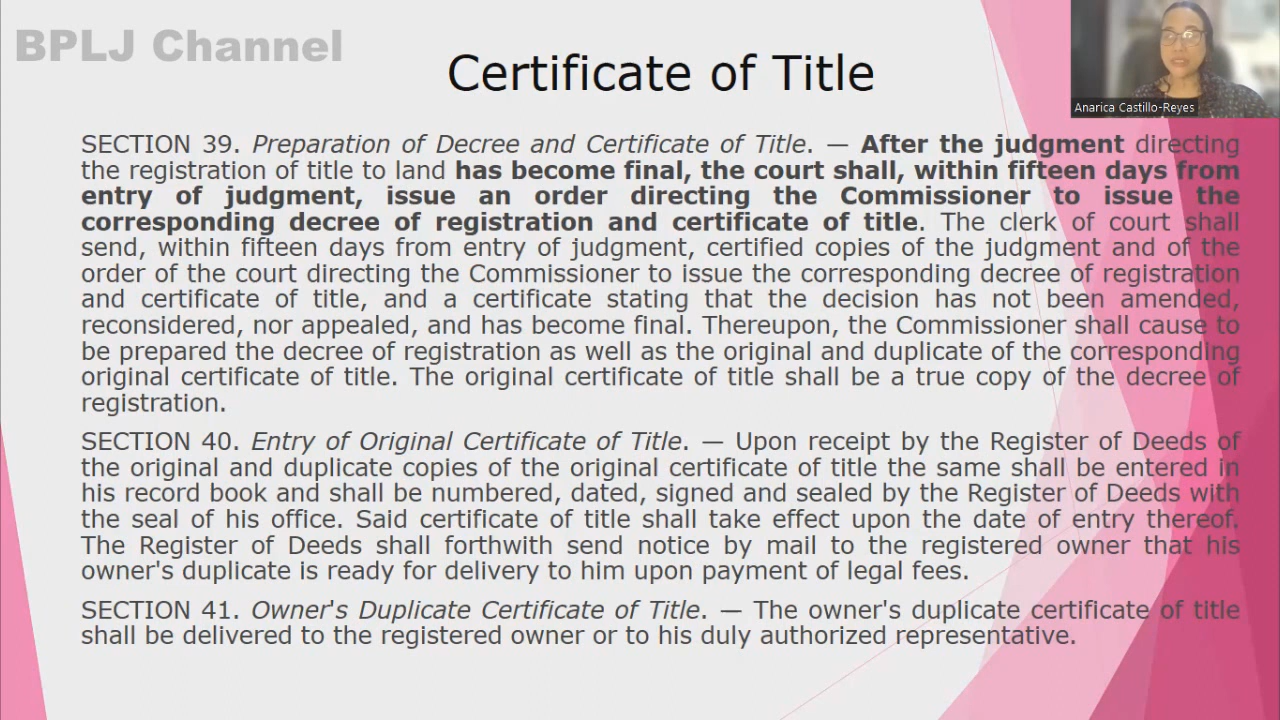 BPLJ Channel
Certificate of Title
Anarica Castillo-Reyes
SECTION 39. Preparation of Decree and Certificate of Title. — After the judgment directing
the registration of title to land has become final, the court shall, within fifteen days from
entry of judgment, issue an order directing the Commissioner to issue the
corresponding decree of registration and certificate of title. The clerk of court shall
send, within fifteen days from entry of judgment, certified copies of the judgment and of the
order of the court directing the Commissioner to issue the corresponding decree of registration
and certificate of title, and a certificate stating that the decision has not been amended,
reconsidered, nor appealed, and has become final. Thereupon, the Commissioner shall cause to
be prepared the decree of registration as well as the original and duplicate of the corresponding
original certificate of title. The original certificate of title shall be a true copy of the decree of
registration.
SECTION 40. Entry of Original Certificate of Title. — Upon receipt by the Register of Deeds of
the original and duplicate copies of the original certificate of title the same shall be entered in
his record book and shall be numbered, dated, signed and sealed by the Register of Deeds with
the seal of his office. Said certificate of title shall take effect upon the date of entry thereof.
The Register of Deeds shall forthwith send notice by mail to the registered owner that his
owner's duplicate is ready for delivery to him upon payment of legal fees.
SECTION 41. Owner's Duplicate Certificate of Title. — The owner's duplicate certificate of title
shall be delivered to the registered owner or to his duly authorized representative.